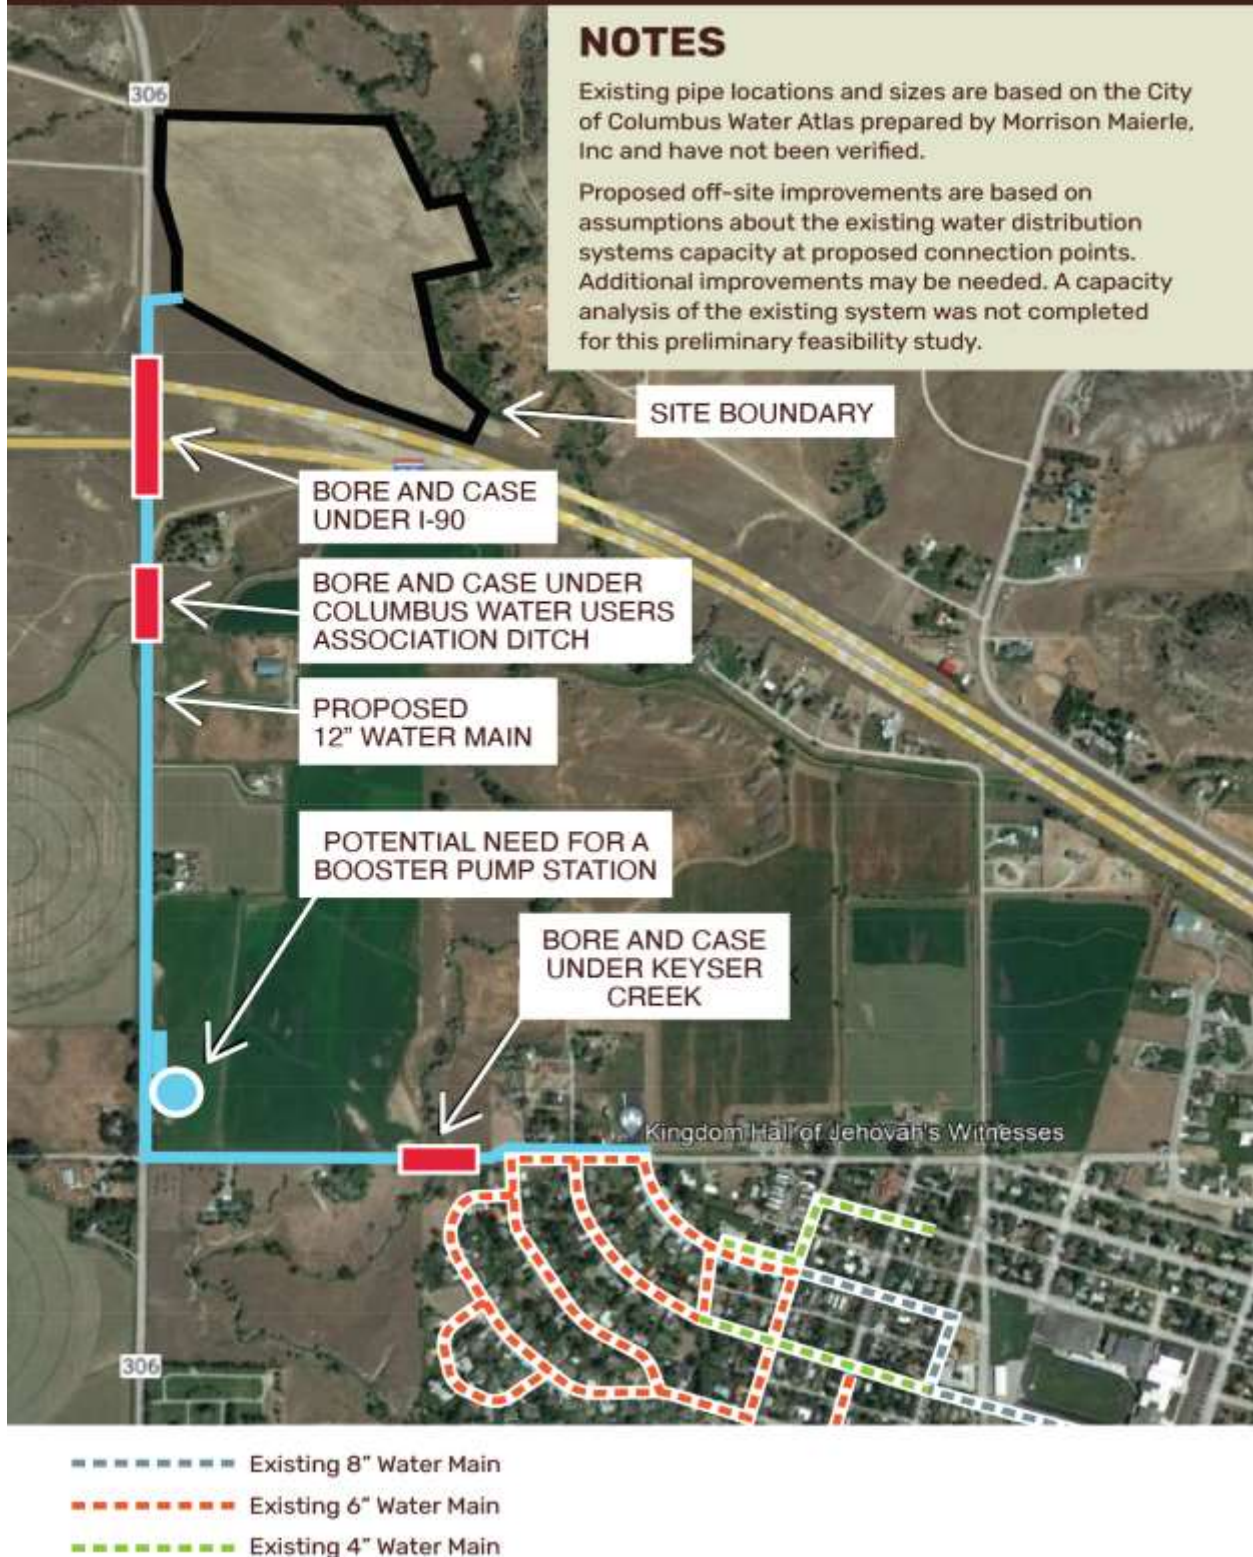 NOTES
Existing pipe locations and sizes are based on the City
of Columbus Water Atlas prepared by Morrison Maierle,
Inc and have not been verified.
Proposed off-site improvements are based on
assumptions about the existing water distribution
systems capacity at proposed connection points.
Additional improvements may be needed. A capacity
analysis of the existing system was not completed
for this preliminary feasibility study.
306
SITE BOUNDARY
BORE AND CASE
UNDER I-90
BORE AND CASE UNDER
COLUMBUS WATER USERS
ASSOCIATION DITCH
PROPOSED
12” WATER MAIN
POTENTIAL NEED FOR A
BOOSTER PUMP STATION
BORE AND CASE
UNDER KEYSER
CREEK
Kingdom Hall of Jehovah's Witnesses
306
Existing 8” Water Main
Existing 6” Water Main
Existing 4” Water Main